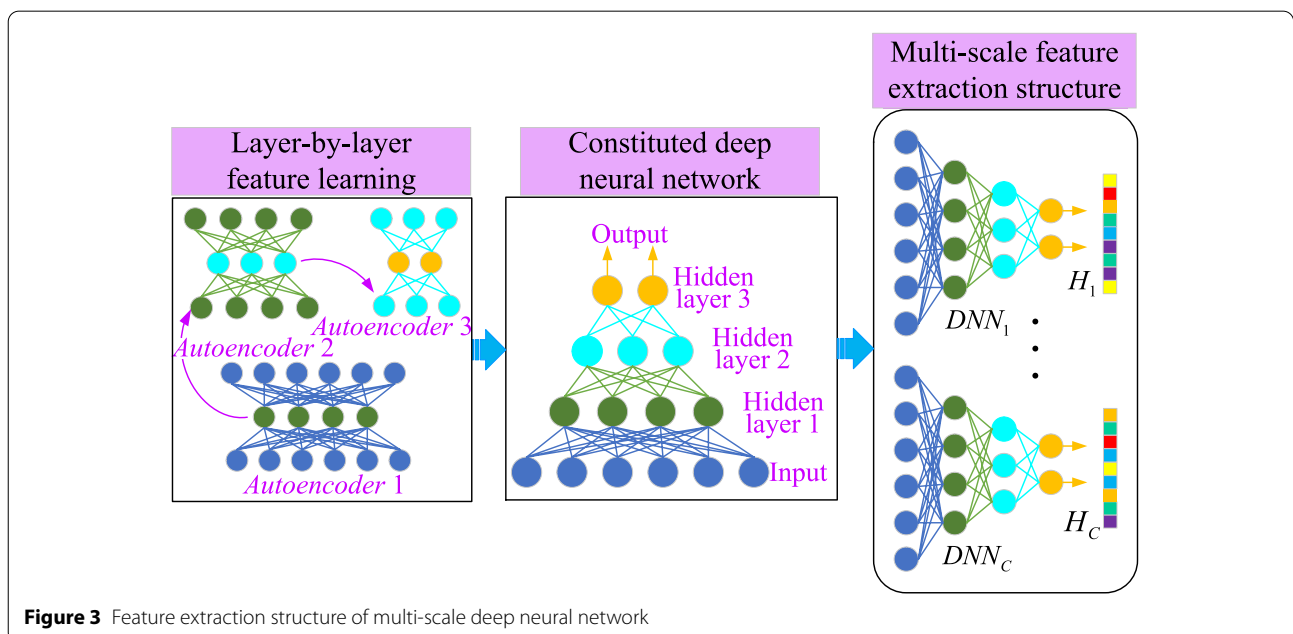 Layer-by-layer
feature learning
Autoencoder 3
Autoencoder 2
Autoencoder 1
Constituted deep
neural network
Output
Hidden
layer 3
Hidden
layer 2
Hidden
layer 1
Input
Multi-scale feature
extraction structure
H1
DNN1
HC
DNNC
Figure 3 Feature extraction structure of multi-scale deep neural network